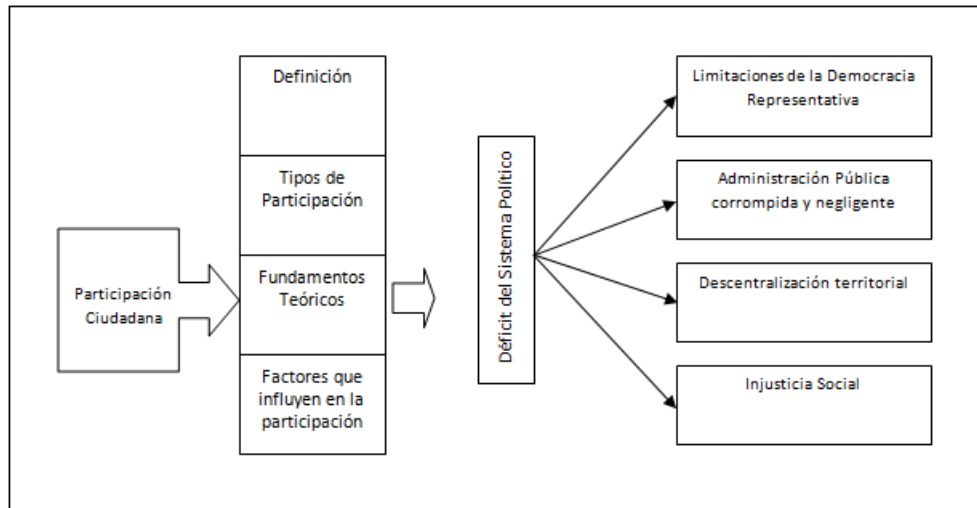 Participación
Ciudadana
Definición
Tipos de
Participación
Fundamentos
Teóricos
Factores que
influyen en la
participación
Déficit del Sistema Político
Limitaciones de la Democracia
Representativa
Administración Pública
corrompida y negligente
Descentralización territorial
Injusticia Social